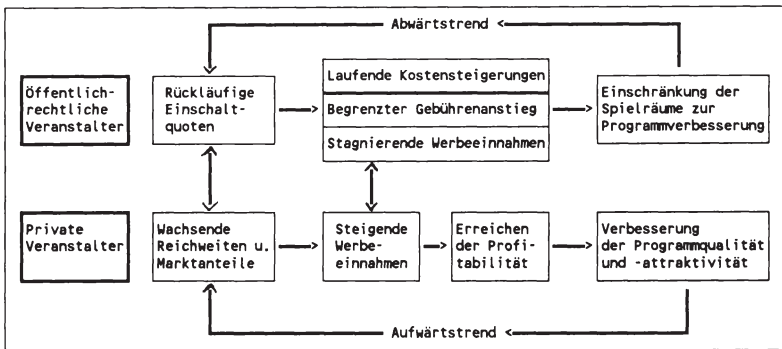 Abwärtstrend <
Öffentlich-
rechtliche
Veranstalter
Rückläufige
Einschalt-
quoten
Laufende Kostensteigerungen
Begrenzter Gebührenanstieg
Stagnierende Werbeeinnahmen
Einschränkung der
Spielräume zur
Programmverbesserung
Private
Veranstalter
Wachsende
Reichweiten u.
Marktanteile
Steigende
Werbe-
einnahmen
Erreichen
der Profi-
tabilität
Verbesserung
der Programmqualität
und -attraktivität
Aufwärtstrend <